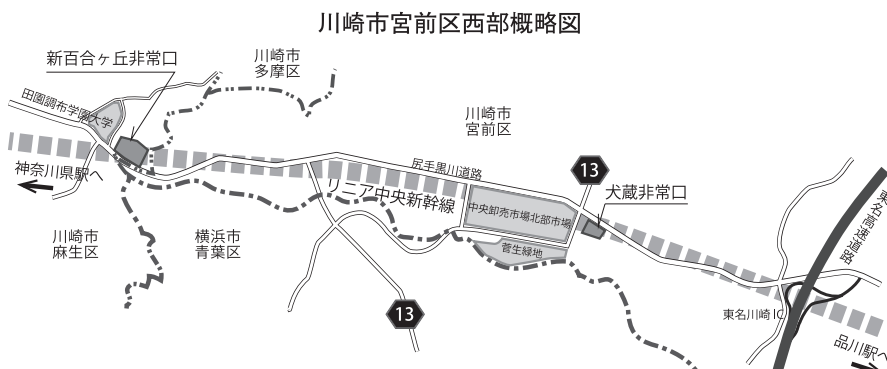 川崎市宮前区西部概略図
新百合ヶ丘非常口
川崎市
多摩区
田園調布学園大学
川崎市
宮前区
尻手黒川道路
13
犬蔵非常口
神奈川県駅へ
リニア中央新幹線
中央卸売市場北部市場
菅生緑地
東名高速道路
川崎市
麻生区
横浜市
青葉区
13
東名川崎IC
品川駅へ